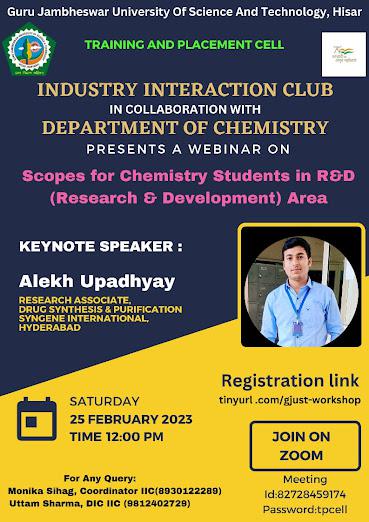 Guru Jambheswar University Of Science And Technology, Hisar
TRAINING AND PLACEMENT CELL
INDUSTRY INTERACTION CLUB
IN COLLABORATION WITH
DEPARTMENT OF CHEMISTRY
PRESENTS A WEBINAR ON
Scopes for Chemistry Students in R&D
(Research & Development) Area
KEYNOTE SPEAKER :
Alekh Upadhyay
RESEARCH ASSOCIATE,
DRUG SYNTHESIS & PURIFICATION
SYNGENE INTERNATIONAL,
HYDERABAD
Registration link
tinyurl .com/gjust-workshop
SATURDAY
25 FEBRUARY 2023
TIME 12:00 PM
JOIN ON
ZOOM
Meeting
Id:82728459174
Password:tpcell
For Any Query:
Monika Sihag, Coordinator IIC(8930122289)
Uttam Sharma, DIC IIC (9812402729)